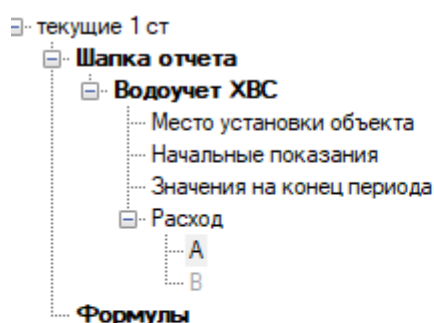 текущие 1 ст
Шапка отчета
Водоучет ХВС
Место установки объекта
Начальные показания
Значения на конец периода
Расход
A
B
Формулы